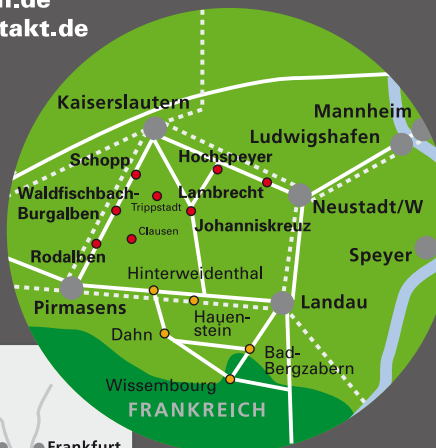 n.de
takt.de
Kaiserslautern
Mannheim
Ludwigshafen
Schopp
Hochspeyer
Waldfischbach-
Burgalben
Trippstadt
Lambrecht
Neustadt/W
Johanniskreuz
Clausen
Rodalben
Speyer
Hinterweidenthal
Pirmasens
Hauen-
stein
Landau
Dahn
Bad-
Bergzabern
Wissembourg
FRANKREICH
Frankfurt